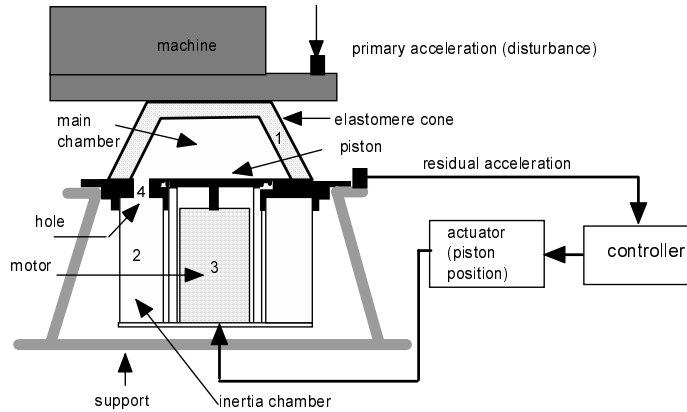 machine
primary acceleration (disturbance)
main
chamber
elastomere cone
1
piston
residual acceleration
4
hole
2
motor
3
actuator
(piston
position)
controller
support
inertia chamber